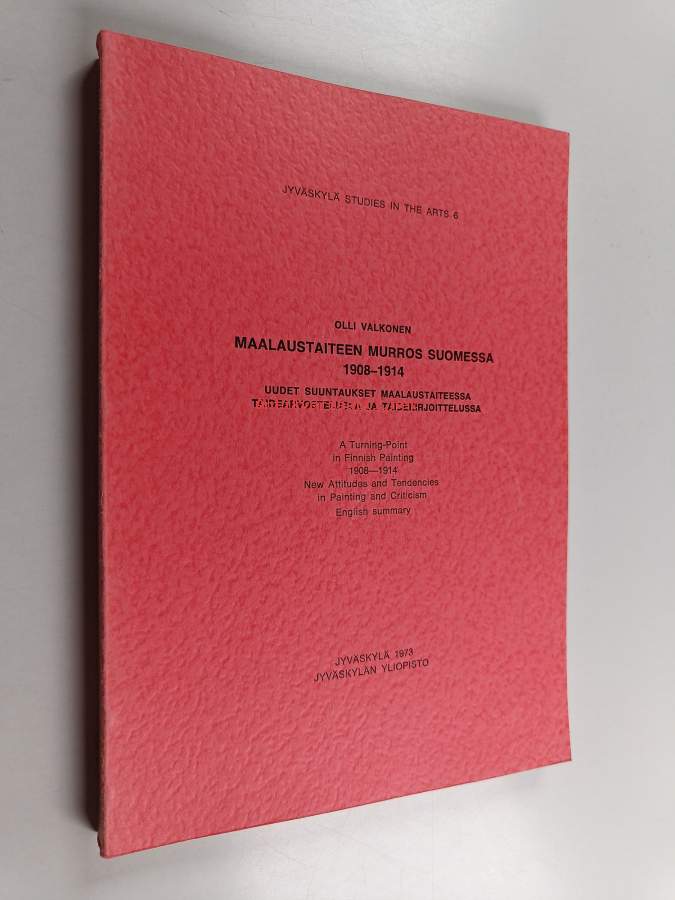 JYVÄSKYLÄ STUDIES IN THE ARTS 6
OLLI VALKONEN
MAALAUSTAITEEN MURROS SUOMESSA
1908–1914
UUDET SUUNTAUKSET MAALAUSTAITEESSA
JA TAIDEKIRJOITTELUSSA
A Turning-Point
in Finnish Painting
1908—1914
New Attitudes and Tendencies
in Painting and Criticism
English summary
JYVÄSKYLÄ 1973
JYVÄSKYLÄN YLIOPISTO